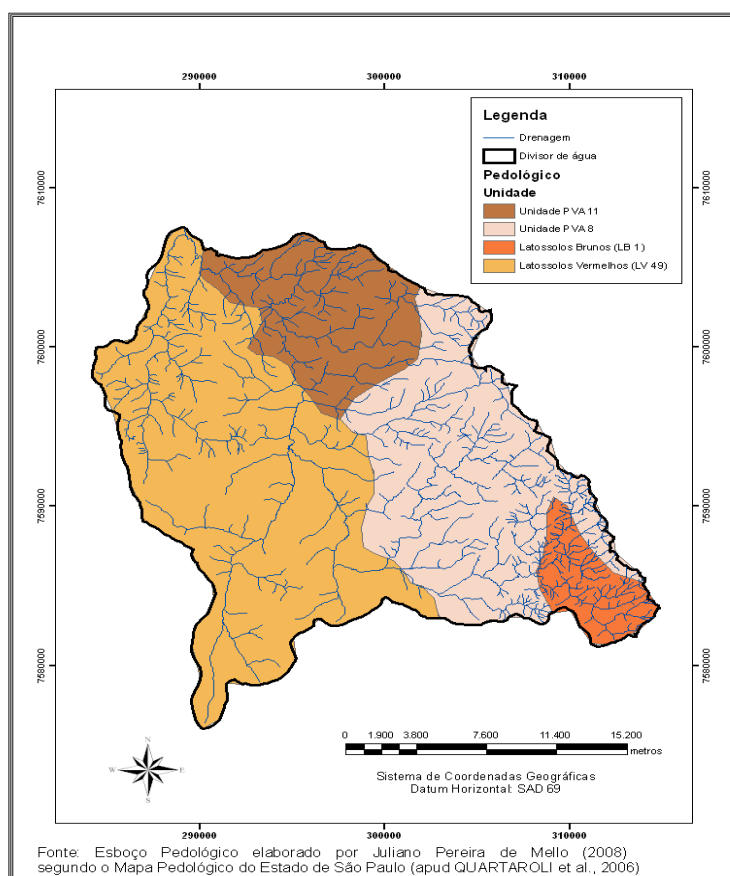 290000 300000 310000
Legenda
Drenagem
Divisor de água
Pedológico
Unidade
Unidade PVA 11
Unidade PVA 8
Latossolos Brunos (LB 1)
Latossolos Vermelhos (LV 49)
7610000 7610000
7600000 7600000
7590000 7590000
7580000 7580000
N
W E
S
0 1.900 3.800 7.600 11.400 15.200
metros
Sistema de Coordenadas Geográficas
Datum Horizontal: SAD 69
290000 300000 310000
Fonte: Esboço Pedológico elaborado por Juliano Pereira de Mello (2008)
segundo o Mapa Pedológico do Estado de São Paulo (apud QUARTAROLI et al., 2006)